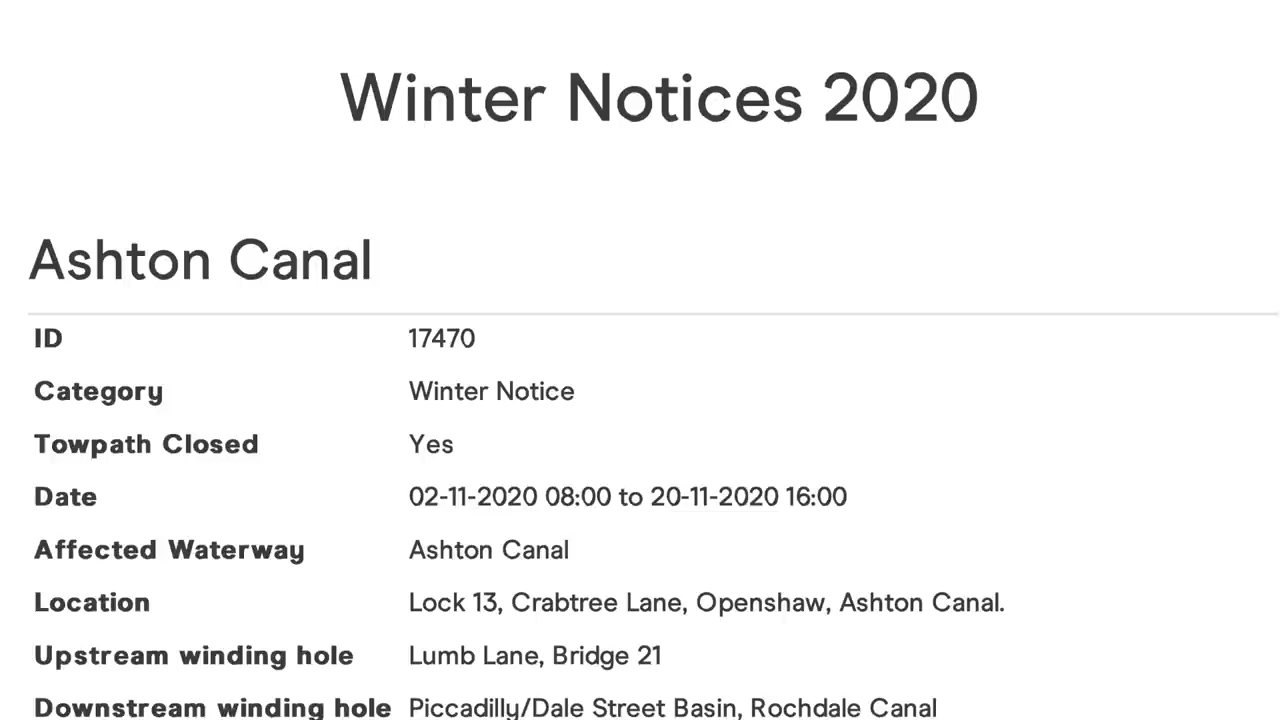 Winter Notices 2020
Ashton Canal
ID 17470
Category Winter Notice
Towpath Closed Yes
Date 02-11-2020 08:00 to 20-11-2020 16:00
Affected Waterway Ashton Canal
Location Lock 13, Crabtree Lane, Openshaw, Ashton Canal.
Upstream winding hole Lumb Lane, Bridge 21
Downstream winding hole Piccadilly/Dale Street Basin, Rochdale Canal